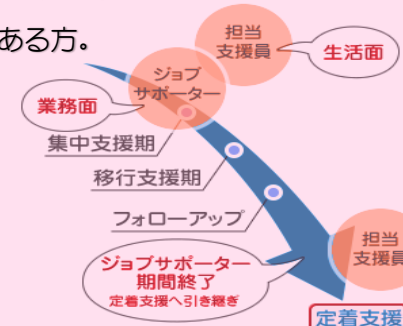 ある方。
担当
支援員
生活面
ジョブ
サポーター
業務面
集中支援期
移行支援期
フォローアップ
担当
支援員
ジョブサポーター
期間終了
定着支援へ引き継ぎ
定着支援